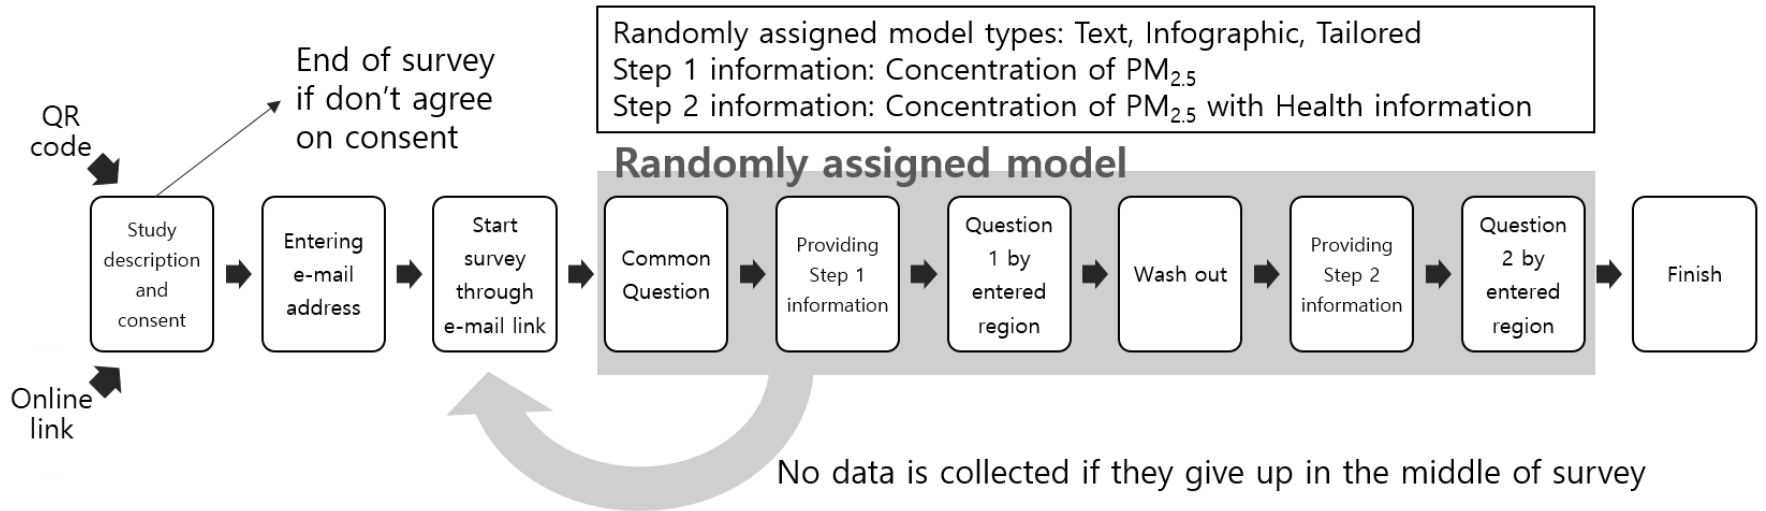 Randomly assigned model types: Text, Infographic, Tailored
Step 1 information: Concentration of PM2.5
Step 2 information: Concentration of PM2.5 with Health information
End of survey
if don't agree
on consent
QR
code
Online
link
Randomly assigned model
Study
description
and
consent
Entering
e-mail
address
Start
survey
through
e-mail link
Common
Question
Providing
Step 1
information
Question
1 by
entered
region
Wash out
Providing
Step 2
information
Question
2 by
entered
region
Finish
No data is collected if they give up in the middle of survey